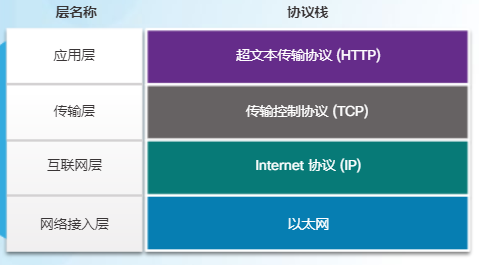 层名称 协议栈
应用层 超文本传输协议 (HTTP)
传输层 传输控制协议 (TCP)
互联网层 Internet 协议 (IP)
网络接入层 以太网